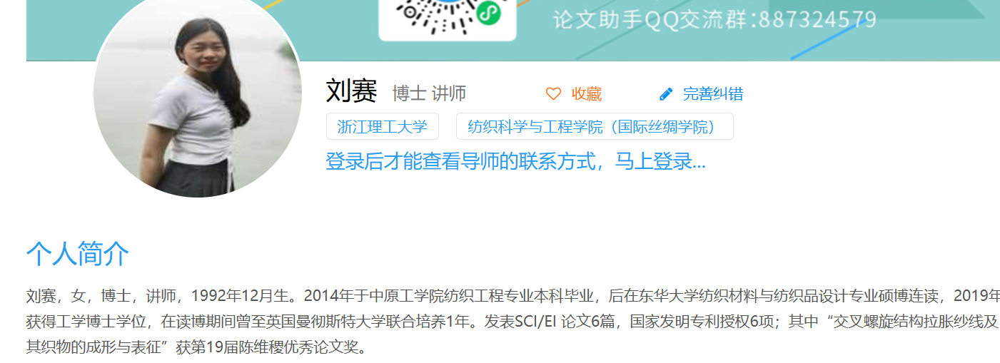 论文助手QQ交流群:887324579
刘赛 博士 讲师 收藏 完善纠错
浙江理工大学 纺织科学与工程学院（国际丝绸学院）
登录后才能查看导师的联系方式，马上登录...
个人简介
刘赛，女，博士，讲师，1992年12月生。2014年于中原工学院纺织工程专业本科毕业，后在东华大学纺织材料与纺织品设计专业硕博连读，2019年
获得工学博士学位，在读博期间曾至英国曼彻斯特大学联合培养1年。发表SCI/EI 论文6篇，国家发明专利授权6项；其中“交叉螺旋结构拉胀纱线及
其织物的成形与表征”获第19届陈维稷优秀论文奖。